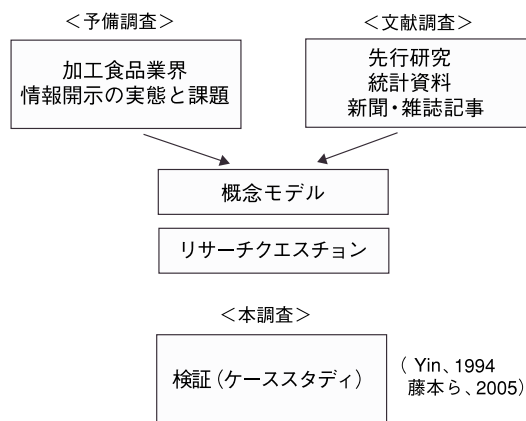 ＜予備調査＞
加工食品業界
情報開示の実態と課題
＜文献調査＞
先行研究
統計資料
新聞・雑誌記事
概念モデル
リサーチクエスチョン
＜本調査＞
検証（ケーススタディ）
（ Yin、1994
藤本ら、2005）